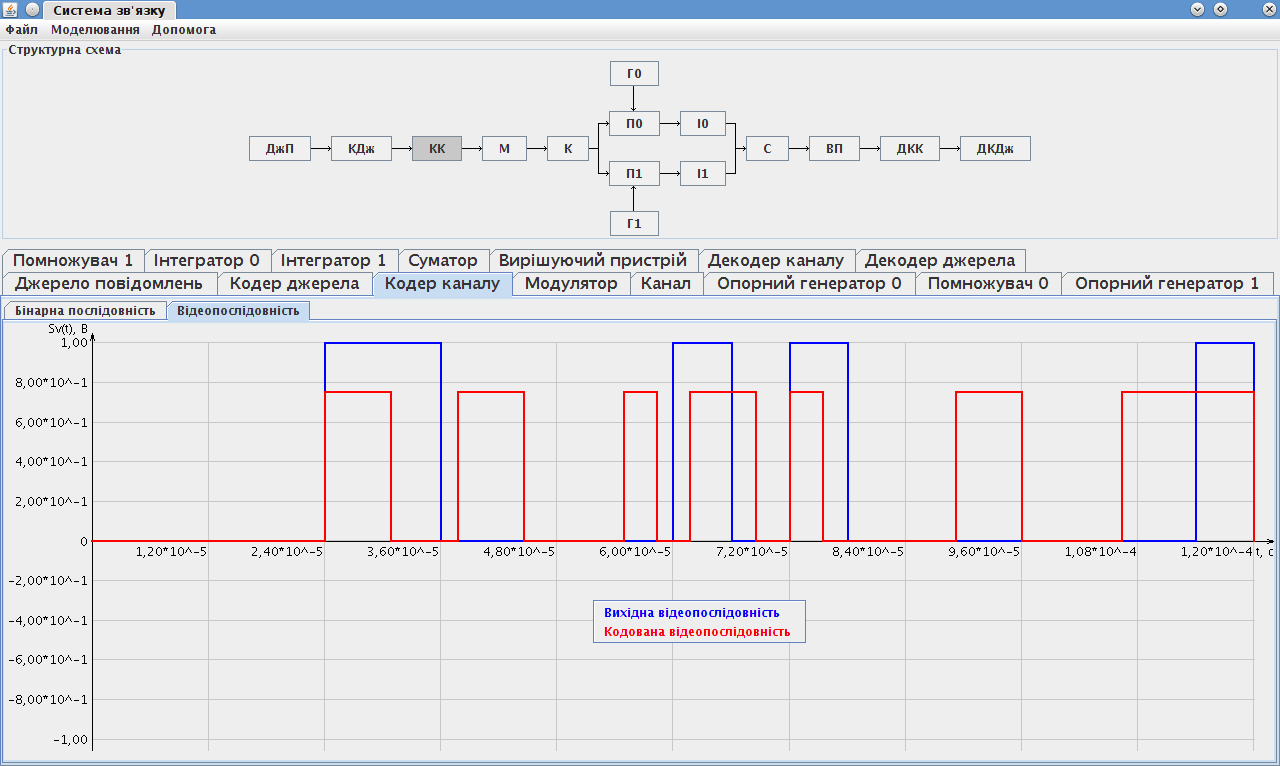 Система зв'язку
Файл Моделювання Допомога
Структурна схема
Г0
П0 І0
ДжП КДж КК М К С ВП ДКК ДКДж
П1 І1
Г1
Помножувач 1 Інтегратор 0 Інтегратор 1 Суматор Вирішуючий пристрій Декодер каналу Декодер джерела
Джерело повідомлень Кодер джерела Кодер каналу Модулятор Канал Опорний генератор 0 Помножувач 0 Опорний генератор 1
Бінарна послідовність Відеопослідовність
Sv(t), В
1,00
8,00*10^-1
6,00*10^-1
4,00*10^-1
2,00*10^-1
0
1,20*10^-5 2,40*10^-5 3,60*10^-5 4,80*10^-5 6,00*10^-5 7,20*10^-5 8,40*10^-5 9,60*10^-5 1,08*10^-4 1,20*10^-4 t, с
-2,00*10^-1
-4,00*10^-1
-6,00*10^-1
-8,00*10^-1
-1,00
Вихідна відеопослідовність
Кодована відеопослідовність